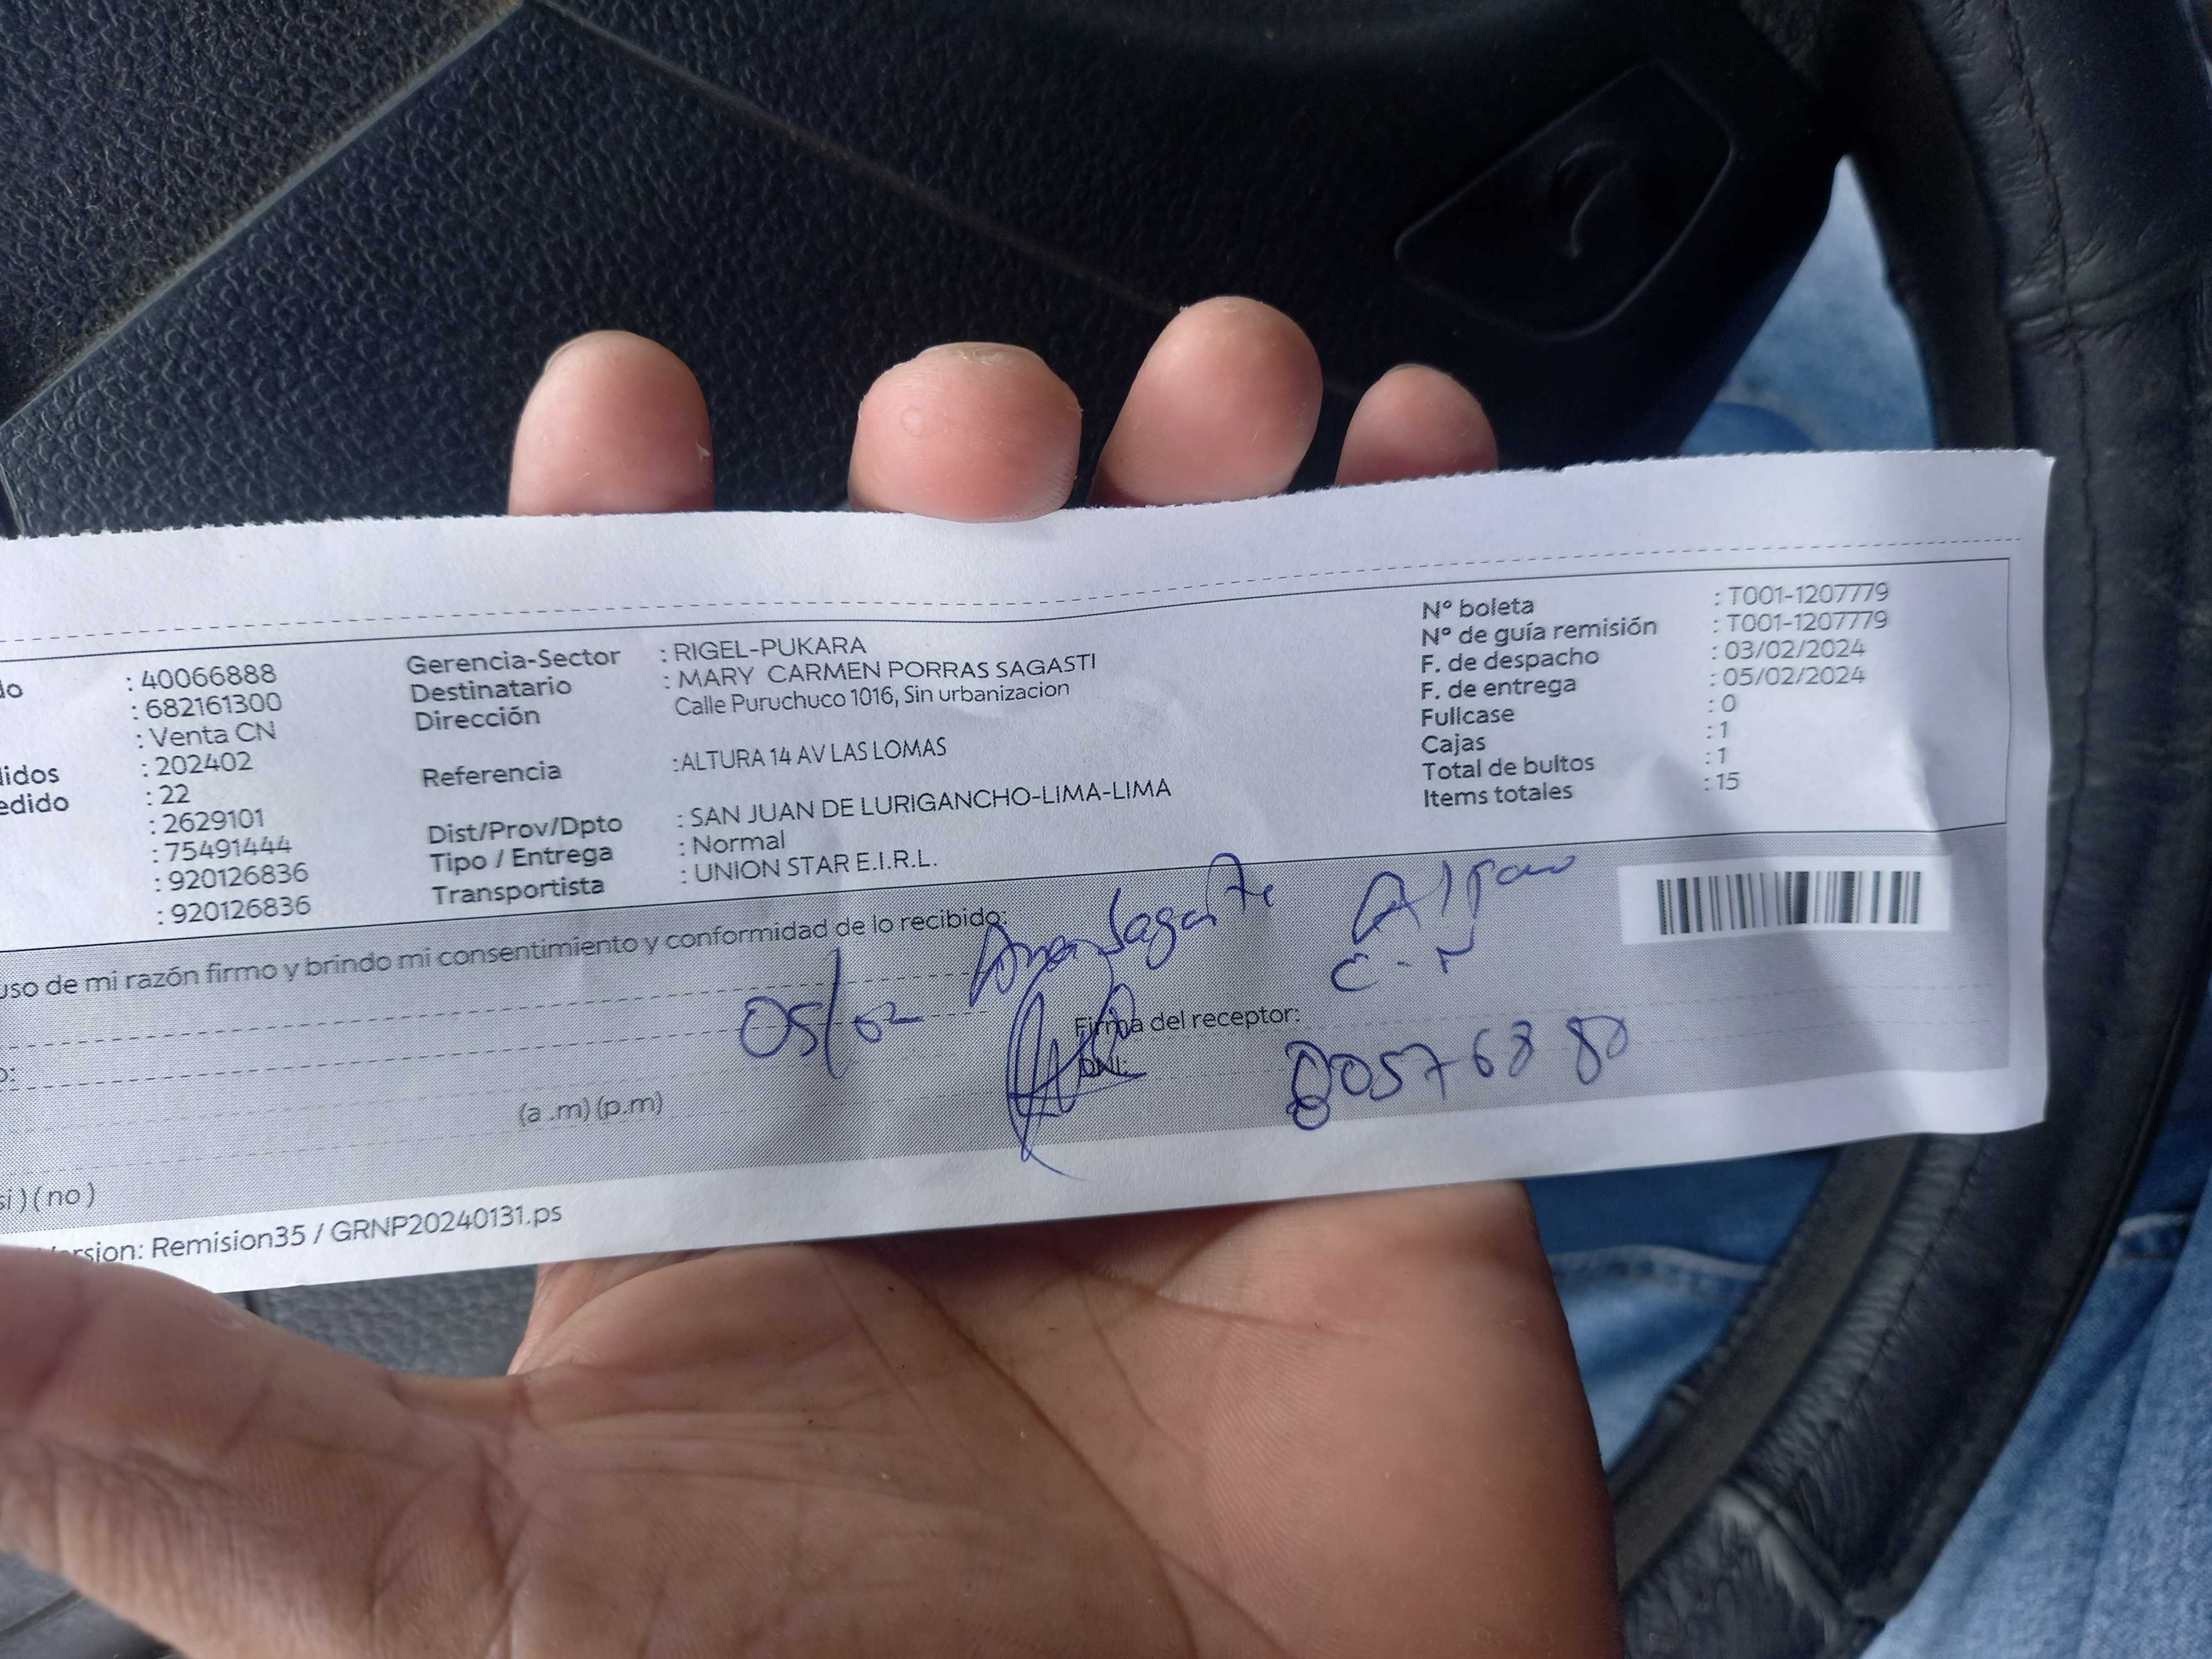 do : 40066888
: 682161300
: Venta CN
lidos : 202402
edido : 22
: 2629101
: 75491444
: 920126836
: 920126836
Gerencia-Sector : RIGEL-PUKARA
Destinatario : MARY CARMEN PORRAS SAGASTI
Dirección Calle Puruchuco 1016, Sin urbanizacion
Referencia :ALTURA 14 AV LAS LOMAS
Dist/Prov/Dpto : SAN JUAN DE LURIGANCHO-LIMA-LIMA
Tipo / Entrega : Normal
Transportista : UNION STAR E.I.R.L.
N° boleta : T001-1207779
N° de guía remisión : T001-1207779
F. de despacho : 03/02/2024
F. de entrega : 05/02/2024
Fullcase : 0
Cajas : 1
Total de bultos : 1
Items totales : 15
uso de mi razón firmo y brindo mi consentimiento y conformidad de lo recibido:
Ana Sagasti
05/02
Firma del receptor:
o:
DNI: 80576880
(a .m) (p.m)
si ) ( no )
ersion: Remision35 / GRNP20240131.ps